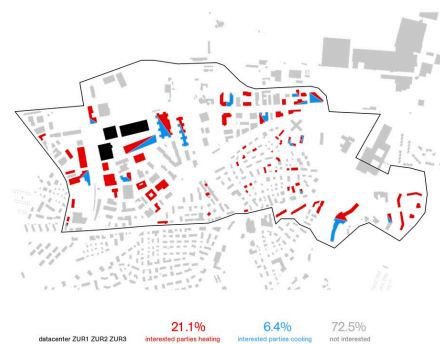 21.1% 6.4% 72.5%
datacenter ZUR1 ZUR2 ZUR3 interested parties heating interested parties cooling not interested